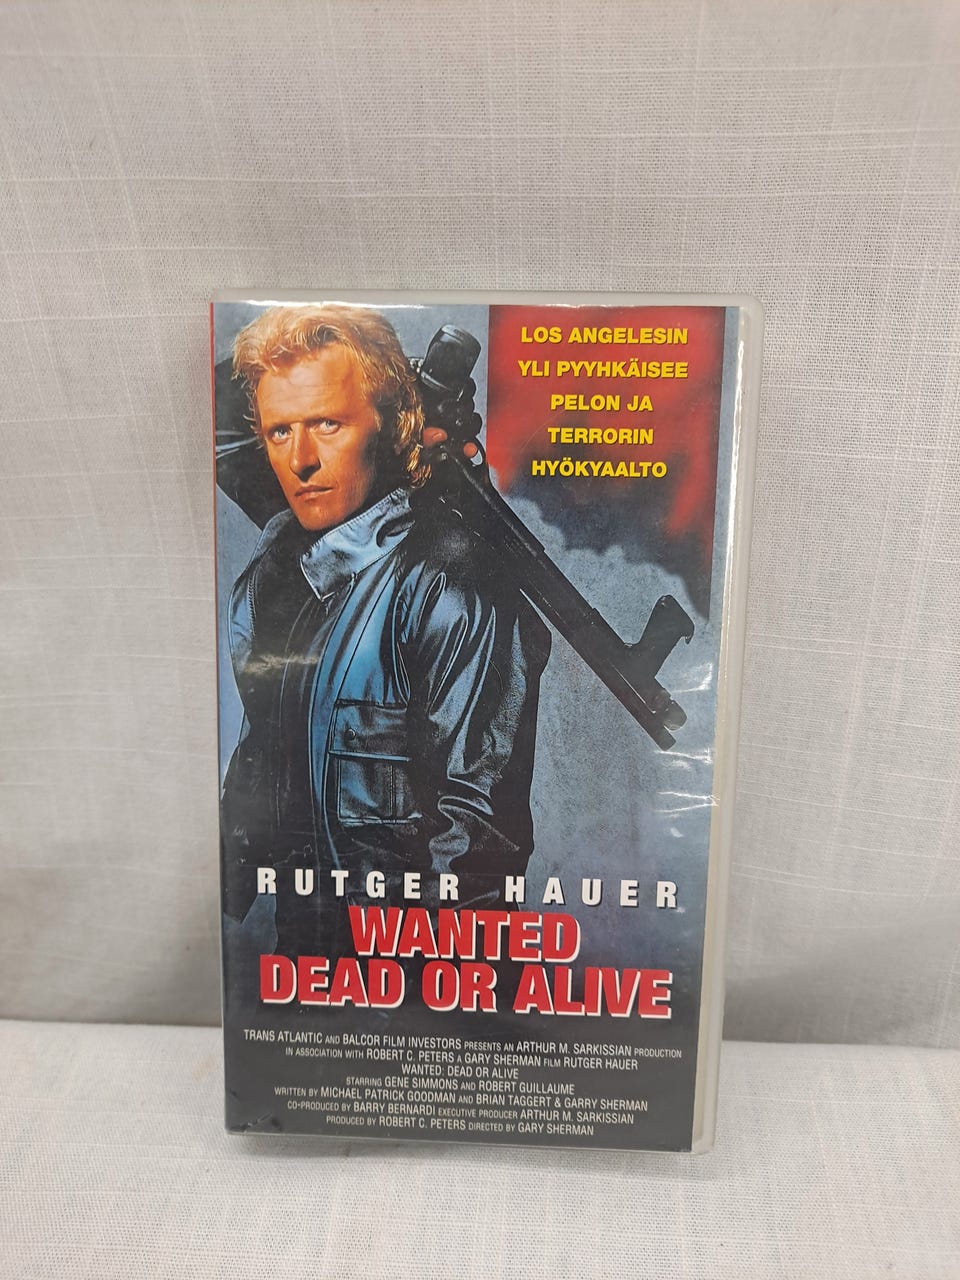 LOS ANGELESIN
YLI PYYHKÄISEE
PELON JA
TERRORIN
HYÖKYAALTO
RUTGER HAUER
WANTED
DEAD OR ALIVE
TRANS ATLANTIC AND BALCOR FILM INVESTORS PRESENTS AN ARTHUR M. SARKISSIAN PRODUCTION
IN ASSOCIATION WITH ROBERT C. PETERS A GARY SHERMAN FILM RUTGER HAUER
WANTED: DEAD OR ALIVE
STARRING GENE SIMMONS AND ROBERT GUILLAUME
WRITTEN BY MICHAEL PATRICK GOODMAN AND BRIAN TAGGERT & GARRY SHERMAN
CO-PRODUCED BY BARRY BERNARDI EXECUTIVE PRODUCER ARTHUR M. SARKISSIAN
PRODUCED BY ROBERT C. PETERS DIRECTED BY GARY SHERMAN